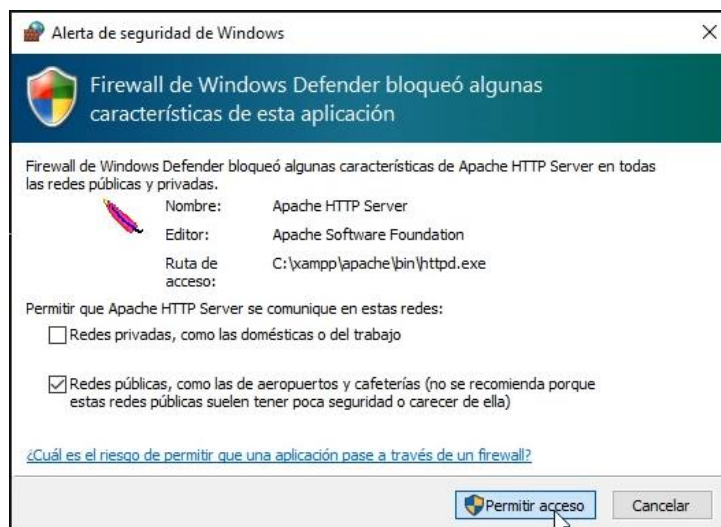 Alerta de seguridad de Windows
Firewall de Windows Defender bloqueó algunas
características de esta aplicación
Firewall de Windows Defender bloqueó algunas características de Apache HTTP Server en todas
las redes públicas y privadas.
Nombre: Apache HTTP Server
Editor: Apache Software Foundation
Ruta de
acceso: C:\xampp\apache\bin\httpd.exe
Permitir que Apache HTTP Server se comunique en estas redes:
Redes privadas, como las domésticas o del trabajo
Redes públicas, como las de aeropuertos y cafeterías (no se recomienda porque
estas redes públicas suelen tener poca seguridad o carecer de ella)
¿Cuál es el riesgo de permitir que una aplicación pase a través de un firewall?
Permitir acceso Cancelar